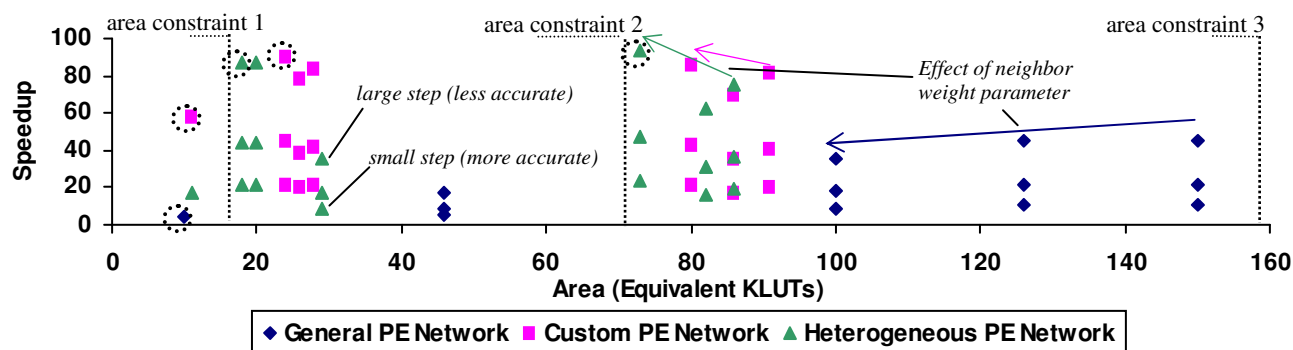 area constraint 1
area constraint 2
area constraint 3
100
80
60
40
20
0
Speedup
large step (less accurate)
small step (more accurate)
Effect of neighbor
weight parameter
0 20 40 60 80 100 120 140 160
Area (Equivalent KLUTs)
General PE Network Custom PE Network Heterogeneous PE Network